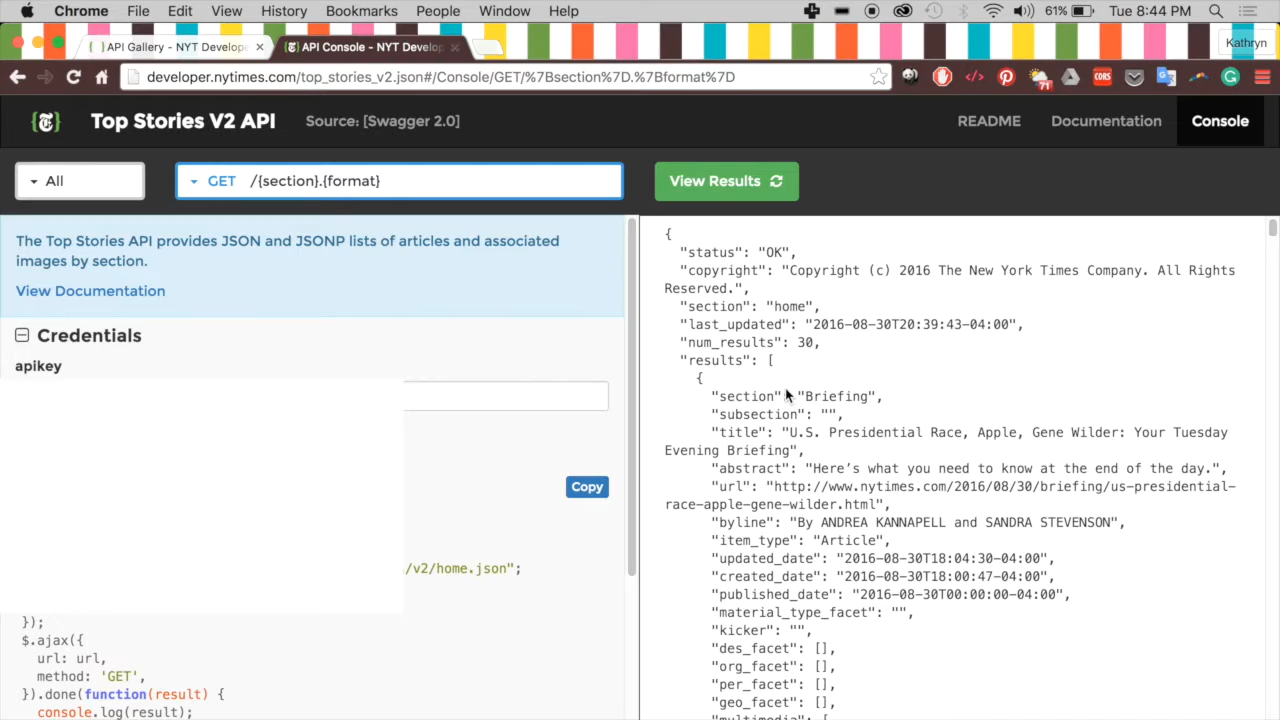 Chrome File Edit View History Bookmarks People Window Help 61% Tue 8:44 PM
API Gallery - NYT Develope × API Console - NYT Develop × Kathryn
developer.nytimes.com/top_stories_v2.json#/Console/GET/%7Bsection%7D.%7Bformat%7D CORS 71
Top Stories V2 API Source: [Swagger 2.0] README Documentation Console
All GET /{section}.{format} View Results
The Top Stories API provides JSON and JSONP lists of articles and associated
images by section.
View Documentation
Credentials
apikey
Copy
/v2/home.json";
});
$.ajax({
url: url,
method: 'GET',
}).done(function(result) {
console.log(result);
{
"status": "OK",
"copyright": "Copyright (c) 2016 The New York Times Company. All Rights
Reserved.",
"section": "home",
"last_updated": "2016-08-30T20:39:43-04:00",
"num_results": 30,
"results": [
{
"section": "Briefing",
"subsection": "",
"title": "U.S. Presidential Race, Apple, Gene Wilder: Your Tuesday
Evening Briefing",
"abstract": "Here's what you need to know at the end of the day.",
"url": "http://www.nytimes.com/2016/08/30/briefing/us-presidential-
race-apple-gene-wilder.html",
"byline": "By ANDREA KANNAPELL and SANDRA STEVENSON",
"item_type": "Article",
"updated_date": "2016-08-30T18:04:30-04:00",
"created_date": "2016-08-30T18:00:47-04:00",
"published_date": "2016-08-30T00:00:00-04:00",
"material_type_facet": "",
"kicker": "",
"des_facet": [],
"org_facet": [],
"per_facet": [],
"geo_facet": [],
"multimedia": [